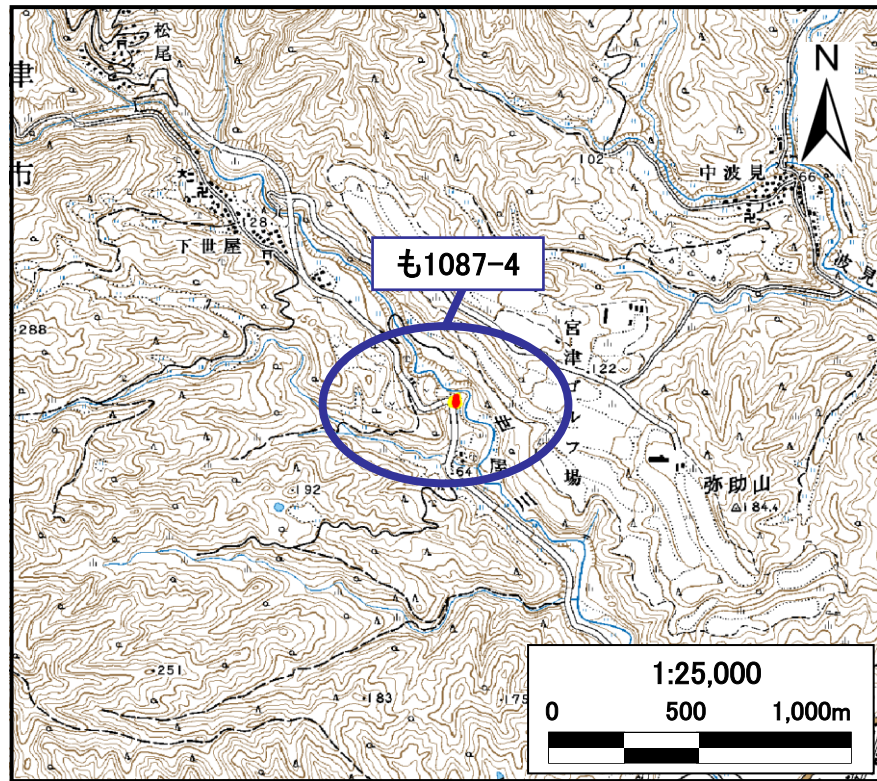 松尾
津
市
N
102
中波見
66
128
下世屋
波見
も1087-4
288
宮津ゴルフ場
122
世屋川
64
弥助山
184.4
192
251
183
175
1:25,000
0 500 1,000m